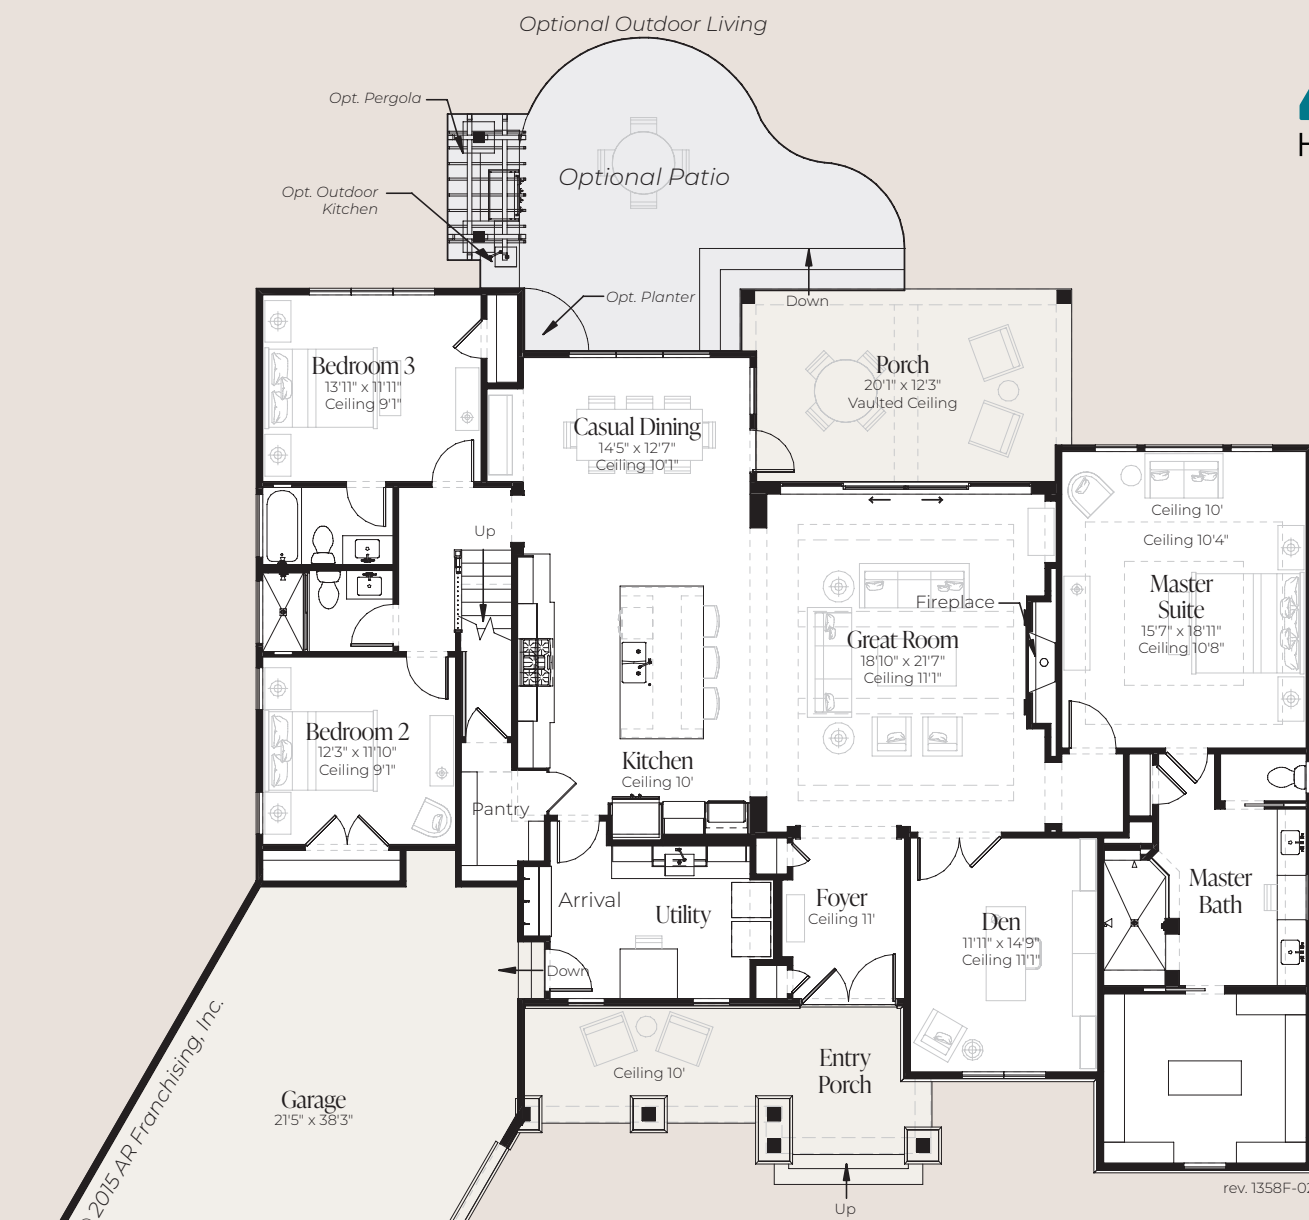 Optional Outdoor Living
Opt. Pergola
Optional Patio
Opt. Outdoor
Kitchen
Opt. Planter
Down
Bedroom 3
13'11" x 11'11"
Ceiling 9'1"
Porch
20'1" x 12'3"
Vaulted Ceiling
Casual Dining
14'5" x 12'7"
Ceiling 10'1"
Up
Ceiling 10'
Ceiling 10'4"
Master
Suite
15'7" x 18'11"
Ceiling 10'8"
Fireplace
Great Room
18'10" x 21'7"
Ceiling 11'1"
Bedroom 2
12'3" x 11'10"
Ceiling 9'1"
Kitchen
Ceiling 10'
Pantry
Arrival
Utility
Foyer
Ceiling 11'
Den
11'11" x 14'9"
Ceiling 11'1"
Master
Bath
Down
Ceiling 10'
Entry
Porch
Garage
21'5" x 38'3"
2015 AR Franchising, Inc.
Up
rev. 1358F-02